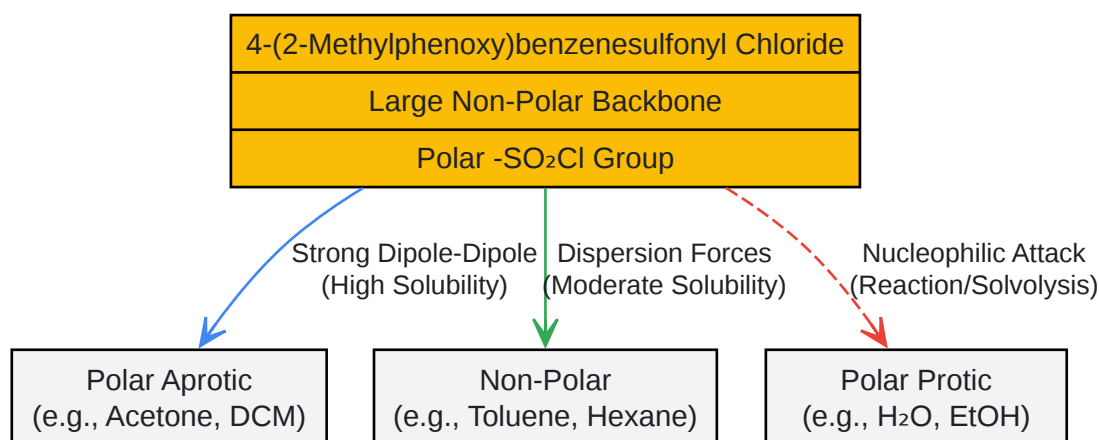 4-(2-Methylphenoxy)benzenesulfonyl Chloride
Large Non-Polar Backbone
Polar -SO₂Cl Group
Strong Dipole-Dipole
(High Solubility)
Dispersion Forces
(Moderate Solubility)
Nucleophilic Attack
(Reaction/Solvolysis)
Polar Aprotic
(e.g., Acetone, DCM)
Non-Polar
(e.g., Toluene, Hexane)
Polar Protic
(e.g., H₂O, EtOH)